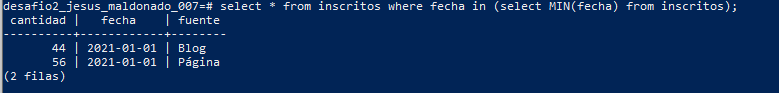 desafio2_jesus_maldonado_007=# select * from inscritos where fecha in (select MIN(fecha) from inscritos);
 cantidad |   fecha    | fuente
----------+------------+--------
       44 | 2021-01-01 | Blog
       56 | 2021-01-01 | Página
(2 filas)